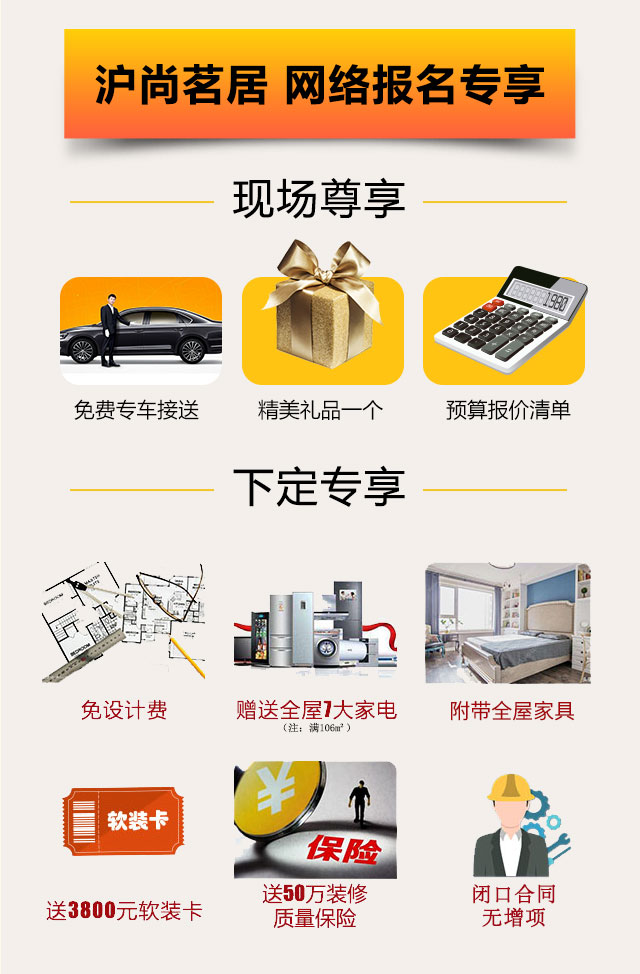 沪尚茗居 网络报名专享
现场尊享
1,980
免费专车接送
精美礼品一个
预算报价清单
下定专享
免设计费
赠送全屋7大家电
（注：满106m²）
附带全屋家具
软装卡
保险
送3800元软装卡
送50万装修
质量保险
闭口合同
无增项